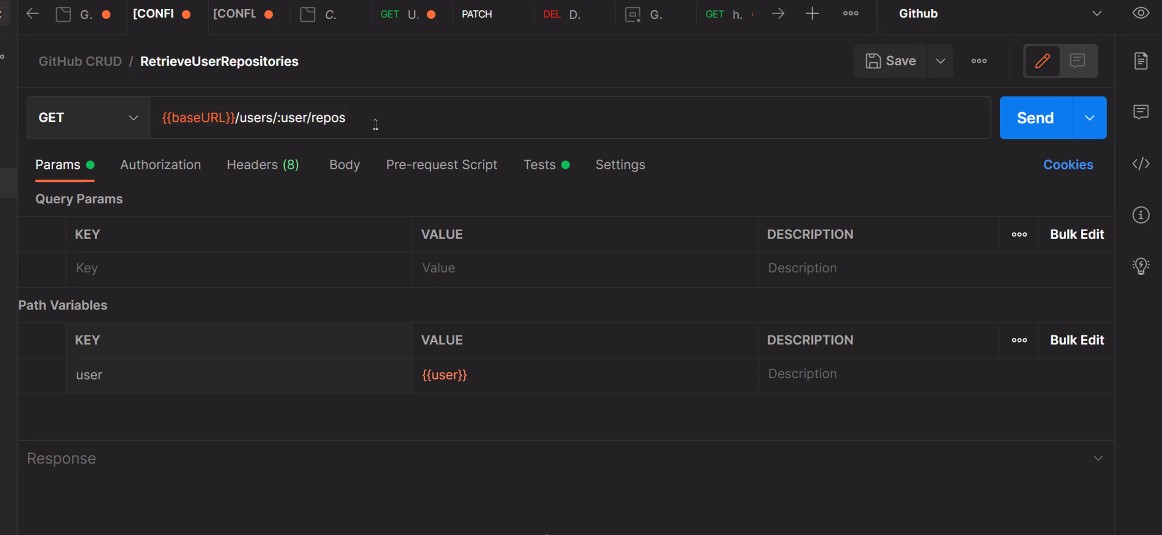 G. [CONFI [CONFL C. GET U. PATCH DEL D. G. GET h. Github
GitHub CRUD / RetrieveUserRepositories Save
GET {{baseURL}}/users/:user/repos Send
Params Authorization Headers (8) Body Pre-request Script Tests Settings Cookies
Query Params
KEY VALUE DESCRIPTION Bulk Edit
Key Value Description
Path Variables
KEY VALUE DESCRIPTION Bulk Edit
user {{user}} Description
Response